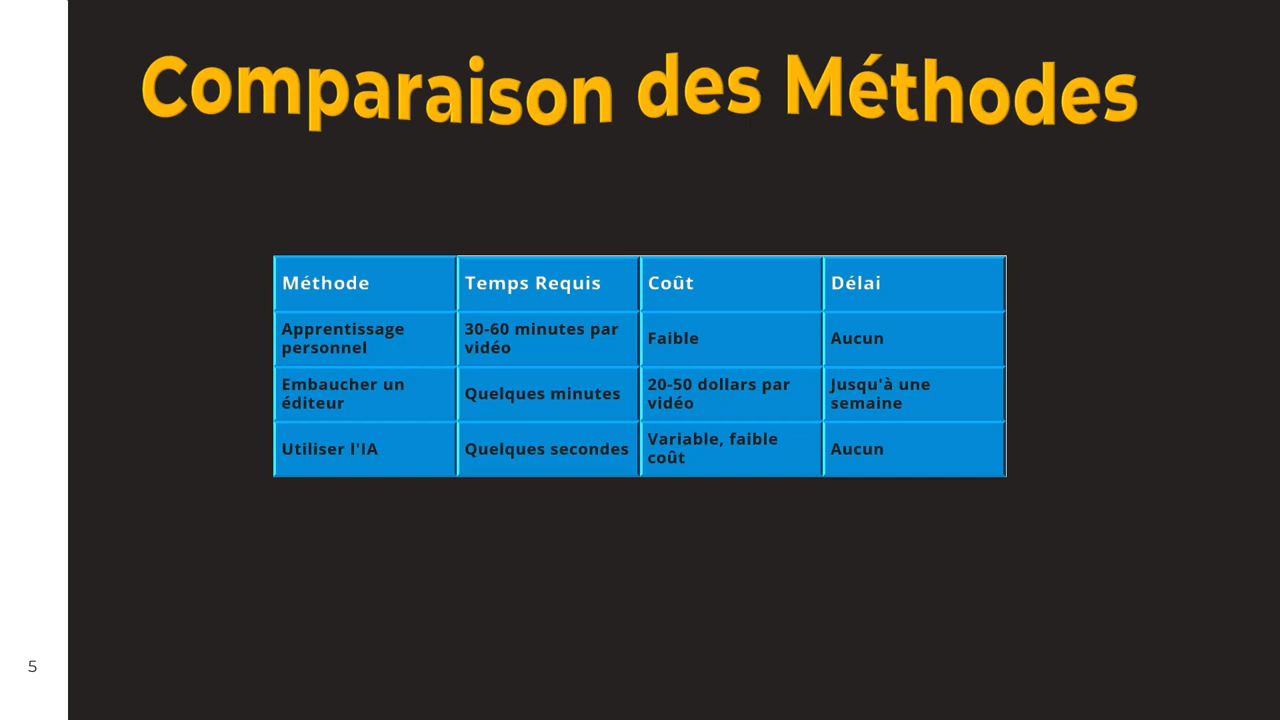 Comparaison des Méthodes
Méthode Temps Requis Coût Délai
Apprentissage personnel 30-60 minutes par vidéo Faible Aucun
Embaucher un éditeur Quelques minutes 20-50 dollars par vidéo Jusqu'à une semaine
Utiliser l'IA Quelques secondes Variable, faible coût Aucun
5